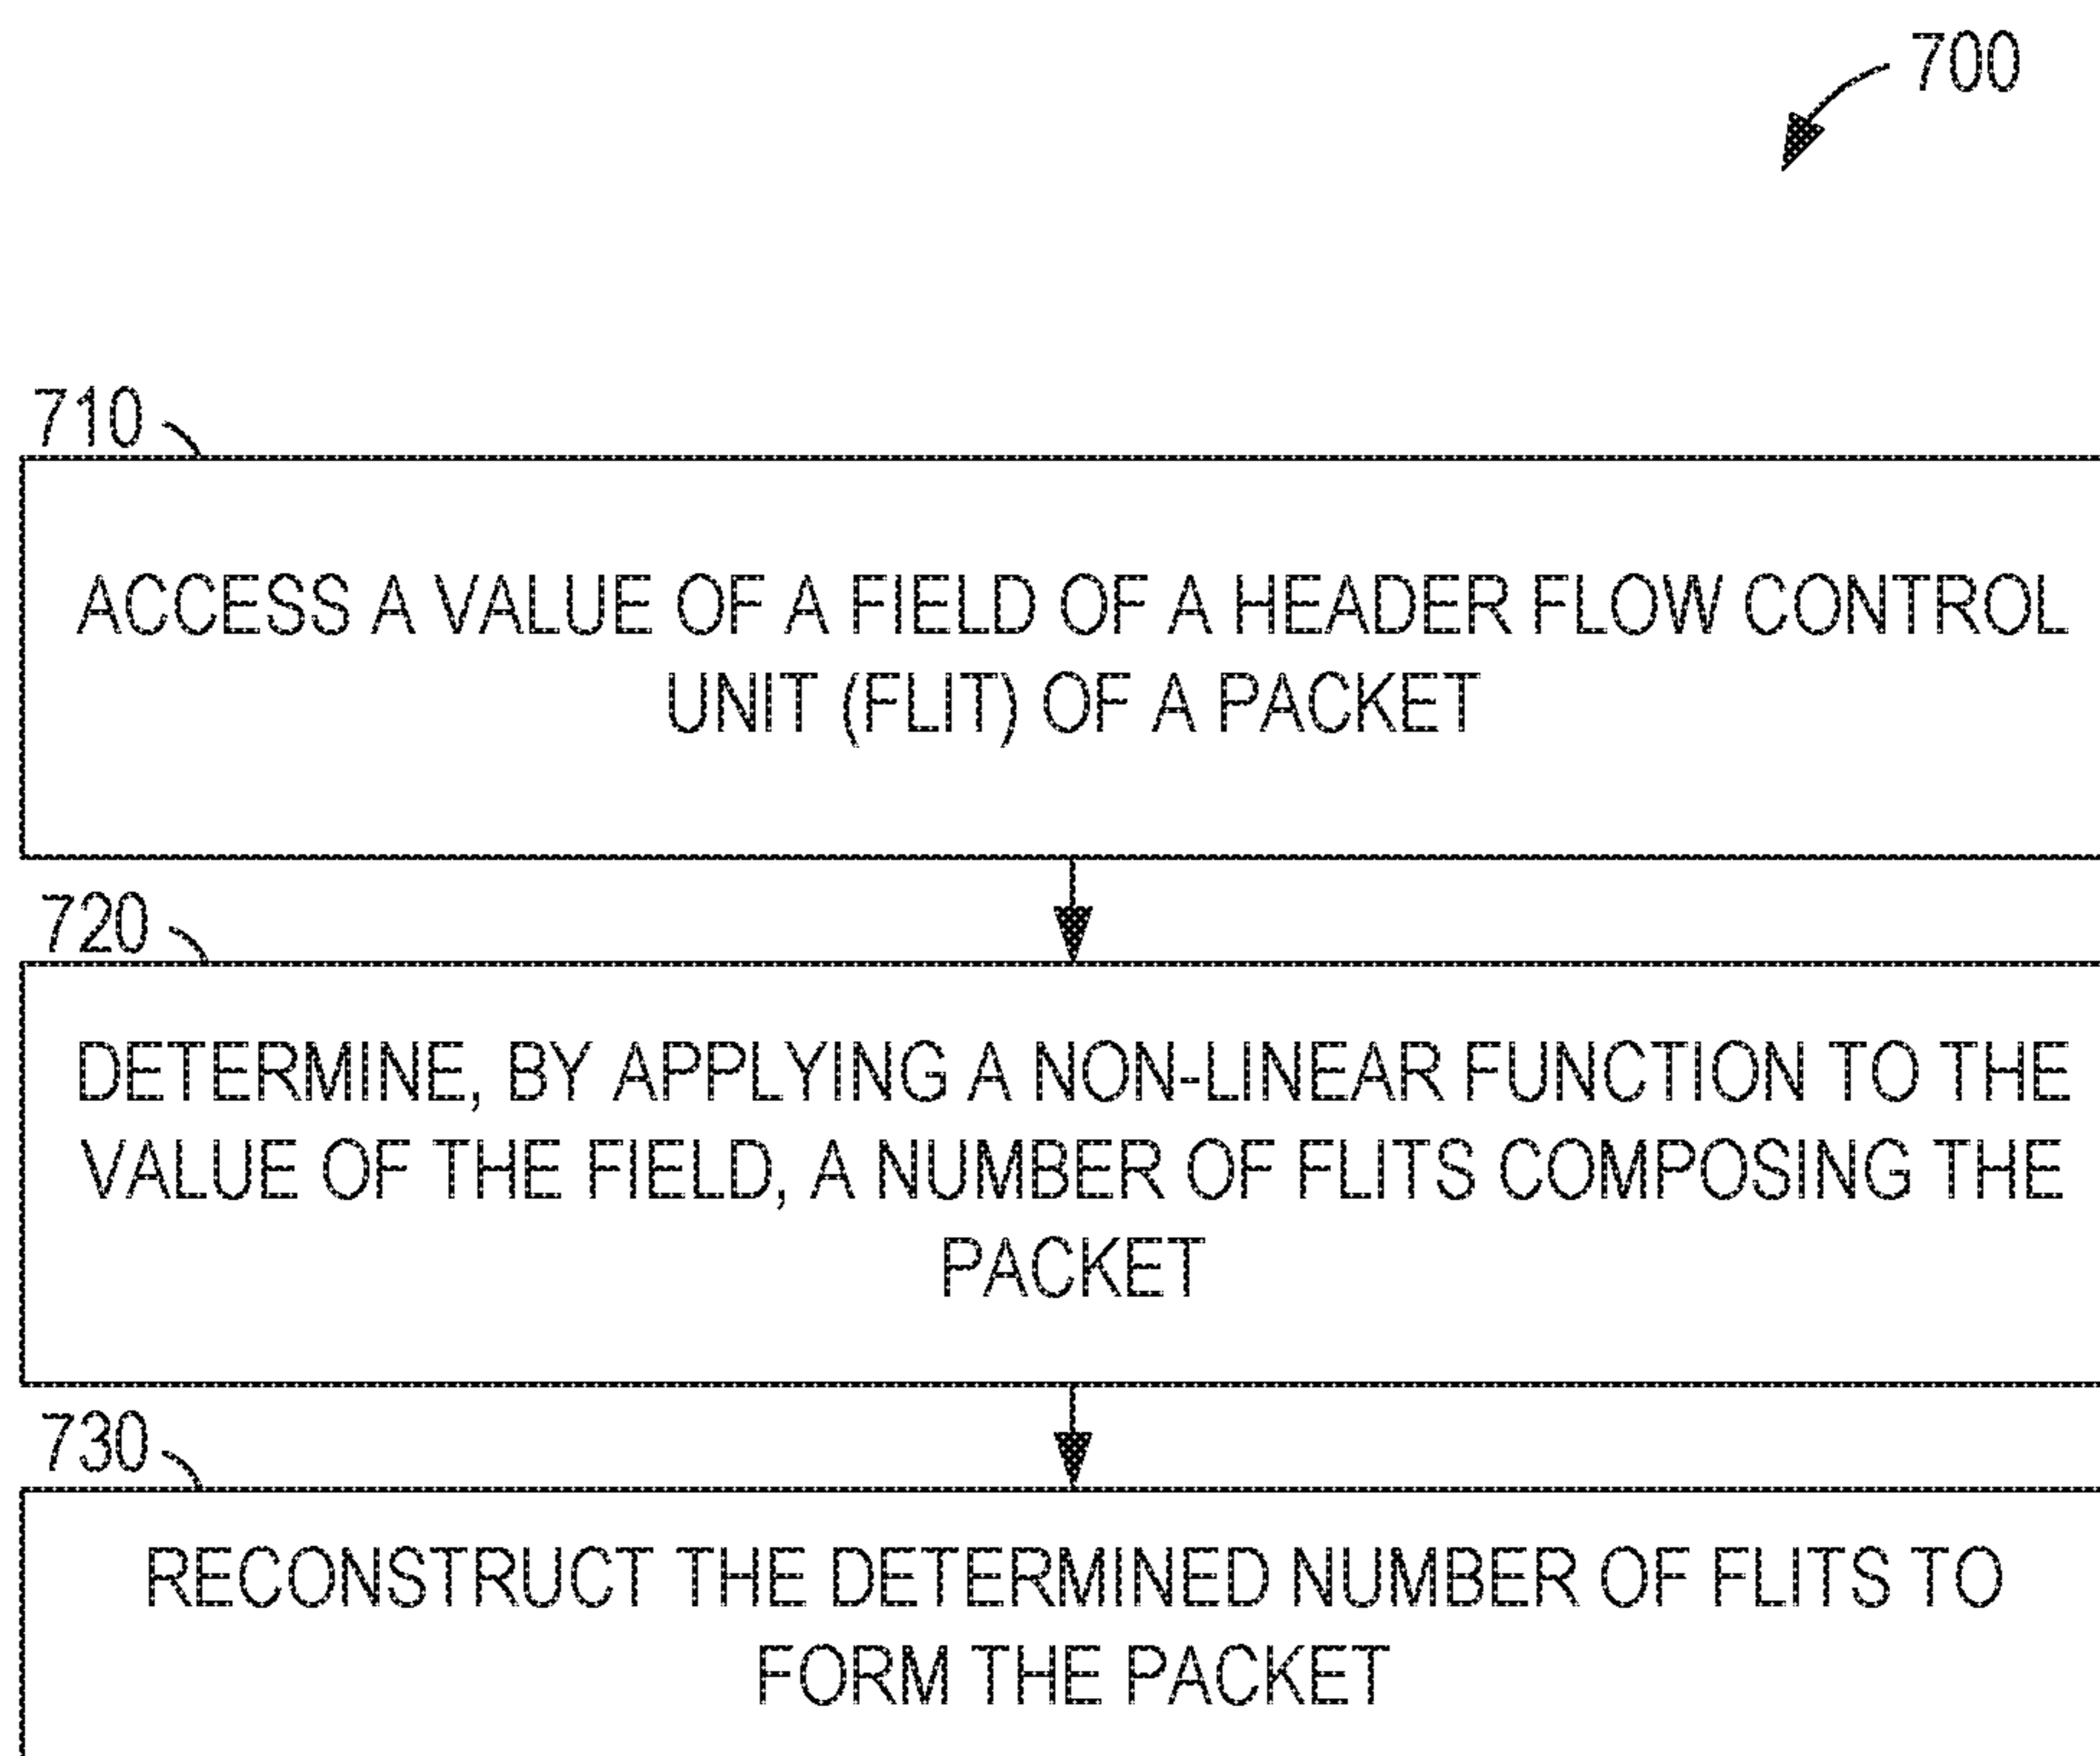 700
710
ACCESS A VALUE OF A FIELD OF A HEADER FLOW CONTROL
UNIT (FLIT) OF A PACKET
720
DETERMINE, BY APPLYING A NON-LINEAR FUNCTION TO THE
VALUE OF THE FIELD, A NUMBER OF FLITS COMPOSING THE
PACKET
730
RECONSTRUCT THE DETERMINED NUMBER OF FLITS TO
FORM THE PACKET